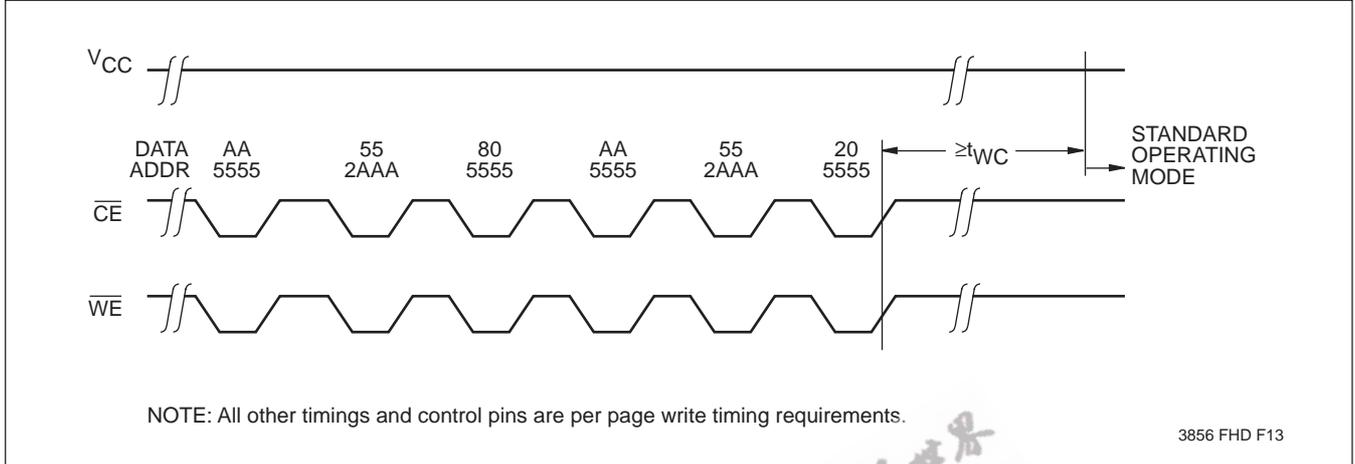 VCC
DATA AA 55 80 AA 55 20
ADDR 5555 2AAA 5555 5555 2AAA 5555
≥tWC
STANDARD
OPERATING
MODE
CE
WE
NOTE: All other timings and control pins are per page write timing requirements.
3856 FHD F13